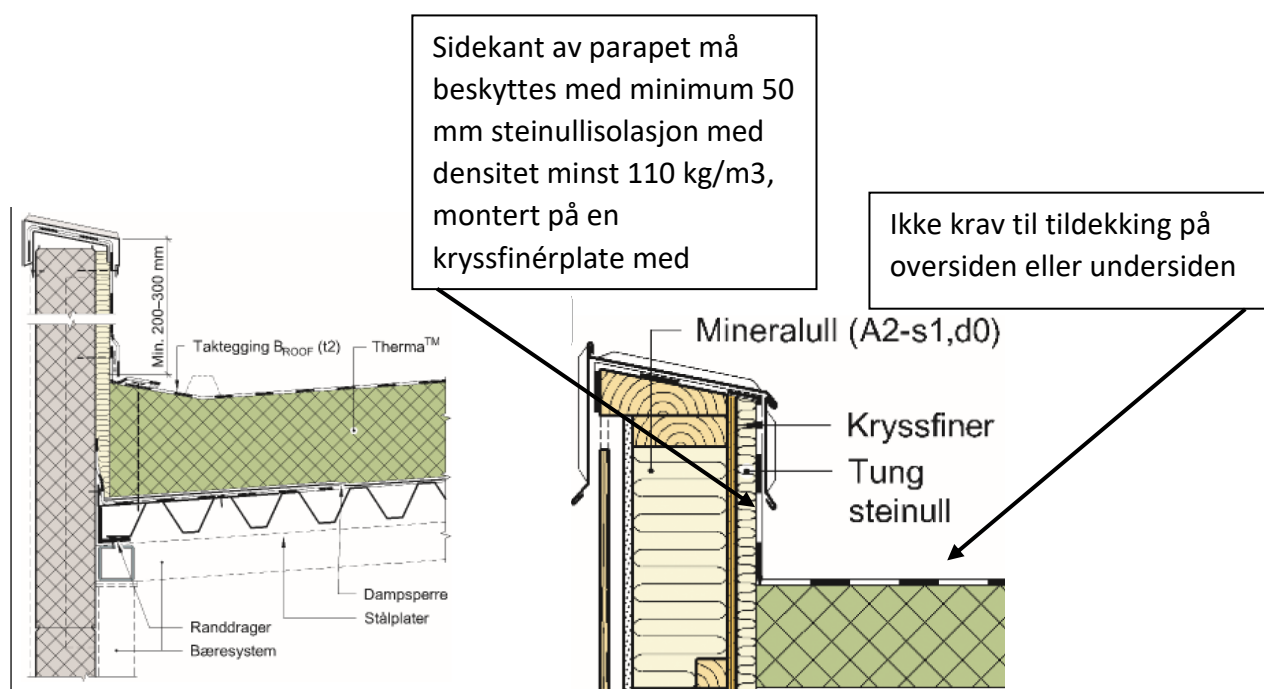 Sidekant av parapet må
beskyttes med minimum 50
mm steinullisolasjon med
densitet minst 110 kg/m3,
montert på en
kryssfinérplate med
Ikke krav til tildekking på
oversiden eller undersiden
Min. 200–300 mm
Taktegging BROOF (t2)
Therma™
Dampsperre
Stålplater
Randdrager
Bæresystem
Mineralull (A2-s1,d0)
Kryssfiner
Tung
steinull